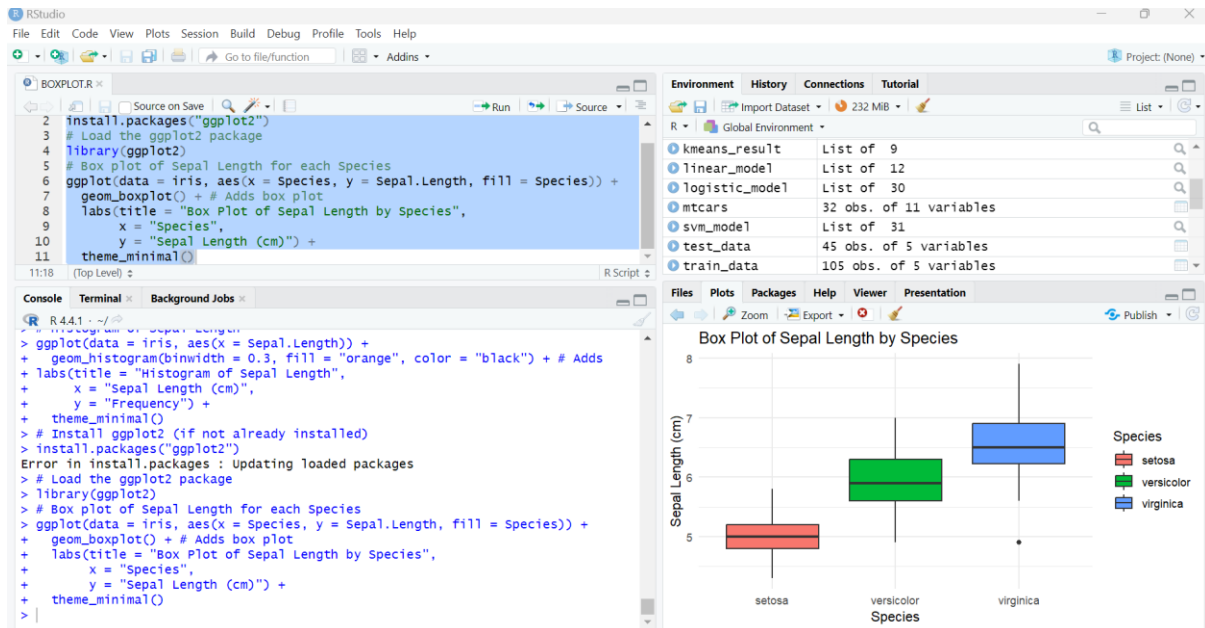 RStudio
File Edit Code View Plots Session Build Debug Profile Tools Help
Go to file/function Addins Project: (None)
BOXPLOT.R
Source on Save Run Source
2 install.packages("ggplot2")
3 # Load the ggplot2 package
4 library(ggplot2)
5 # Box plot of Sepal Length for each Species
6 ggplot(data = iris, aes(x = Species, y = Sepal.Length, fill = Species)) +
7 geom_boxplot() + # Adds box plot
8 labs(title = "Box Plot of Sepal Length by Species",
9 x = "Species",
10 y = "Sepal Length (cm)") +
11 theme_minimal()
11:18 (Top Level) R Script
Console Terminal Background Jobs
R 4.4.1 · ~/
> # Histogram of Sepal Length
> ggplot(data = iris, aes(x = Sepal.Length)) +
+ geom_histogram(binwidth = 0.3, fill = "orange", color = "black") + # Adds
+ labs(title = "Histogram of Sepal Length",
+ x = "Sepal Length (cm)",
+ y = "Frequency") +
+ theme_minimal()
> # Install ggplot2 (if not already installed)
> install.packages("ggplot2")
Error in install.packages : Updating loaded packages
> # Load the ggplot2 package
> library(ggplot2)
> # Box plot of Sepal Length for each Species
> ggplot(data = iris, aes(x = Species, y = Sepal.Length, fill = Species)) +
+ geom_boxplot() + # Adds box plot
+ labs(title = "Box Plot of Sepal Length by Species",
+ x = "Species",
+ y = "Sepal Length (cm)") +
+ theme_minimal()
>
Environment History Connections Tutorial
Import Dataset 232 MiB List
R Global Environment
kmeans_result List of 9
linear_model List of 12
logistic_model List of 30
mtcars 32 obs. of 11 variables
svm_model List of 31
test_data 45 obs. of 5 variables
train_data 105 obs. of 5 variables
Files Plots Packages Help Viewer Presentation
Zoom Export Publish
Box Plot of Sepal Length by Species
8
7
6
5
Sepal Length (cm)
setosa versicolor virginica
Species
Species
setosa
versicolor
virginica